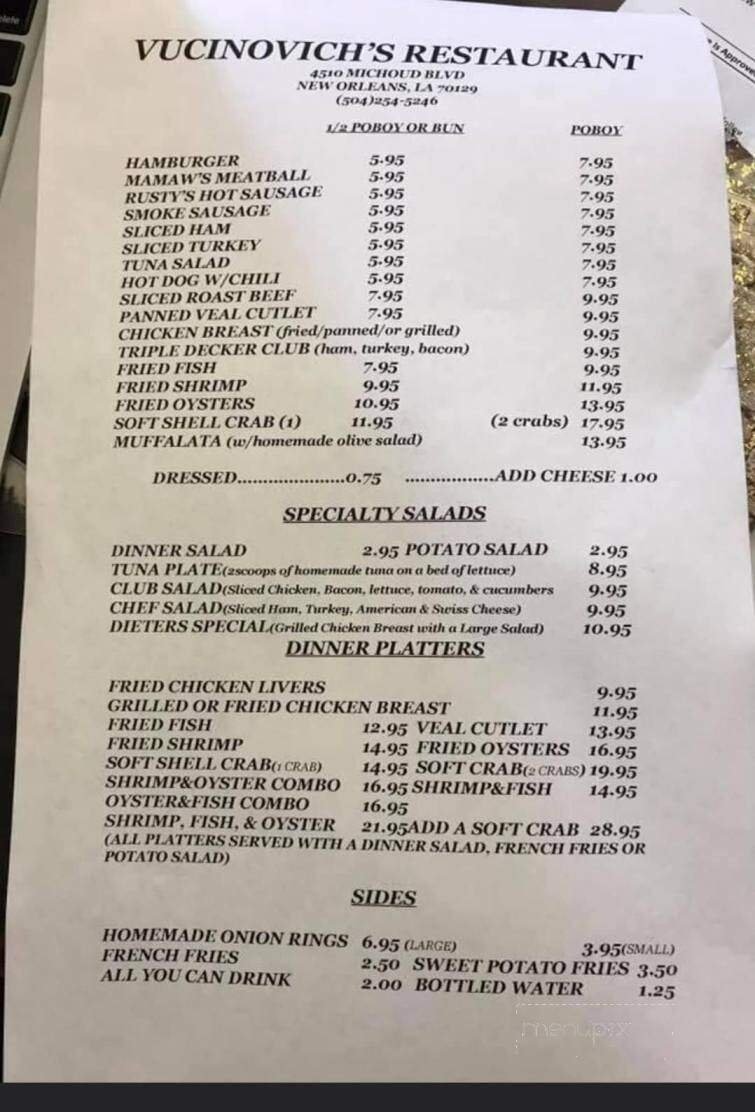 elete
Is Approve
VUCINOVICH'S RESTAURANT
4510 MICHOUD BLVD
NEW ORLEANS, LA 70129
(504)254-5246
1/2 POBOY OR BUN POBOY
HAMBURGER 5.95 7.95
MAMAW'S MEATBALL 5.95 7.95
RUSTY'S HOT SAUSAGE 5.95 7.95
SMOKE SAUSAGE 5.95 7.95
SLICED HAM 5.95 7.95
SLICED TURKEY 5.95 7.95
TUNA SALAD 5.95 7.95
HOT DOG W/CHILI 5.95 7.95
SLICED ROAST BEEF 7.95 9.95
PANNED VEAL CUTLET 7.95 9.95
CHICKEN BREAST (fried/panned/or grilled) 9.95
TRIPLE DECKER CLUB (ham, turkey, bacon) 9.95
FRIED FISH 7.95 9.95
FRIED SHRIMP 9.95 11.95
FRIED OYSTERS 10.95 13.95
SOFT SHELL CRAB (1) 11.95 (2 crabs) 17.95
MUFFALATA (w/homemade olive salad) 13.95
DRESSED......................0.75 ..................ADD CHEESE 1.00
SPECIALTY SALADS
DINNER SALAD 2.95 POTATO SALAD 2.95
TUNA PLATE(2scoops of homemade tuna on a bed of lettuce) 8.95
CLUB SALAD(Sliced Chicken, Bacon, lettuce, tomato, & cucumbers 9.95
CHEF SALAD(Sliced Ham, Turkey, American & Swiss Cheese) 9.95
DIETERS SPECIAL(Grilled Chicken Breast with a Large Salad) 10.95
DINNER PLATTERS
FRIED CHICKEN LIVERS 9.95
GRILLED OR FRIED CHICKEN BREAST 11.95
FRIED FISH 12.95 VEAL CUTLET 13.95
FRIED SHRIMP 14.95 FRIED OYSTERS 16.95
SOFT SHELL CRAB(1 CRAB) 14.95 SOFT CRAB(2 CRABS) 19.95
SHRIMP&OYSTER COMBO 16.95 SHRIMP&FISH 14.95
OYSTER&FISH COMBO 16.95
SHRIMP, FISH, & OYSTER 21.95ADD A SOFT CRAB 28.95
(ALL PLATTERS SERVED WITH A DINNER SALAD, FRENCH FRIES OR
POTATO SALAD)
SIDES
HOMEMADE ONION RINGS 6.95 (LARGE) 3.95(SMALL)
FRENCH FRIES 2.50 SWEET POTATO FRIES 3.50
ALL YOU CAN DRINK 2.00 BOTTLED WATER 1.25
menupix